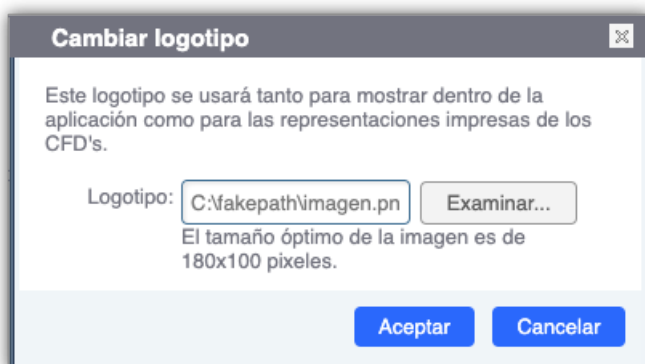 Cambiar logotipo
Este logotipo se usará tanto para mostrar dentro de la
aplicación como para las representaciones impresas de los
CFD's.
Logotipo: C:\fakepath\imagen.pn Examinar...
El tamaño óptimo de la imagen es de
180x100 pixeles.
Aceptar Cancelar